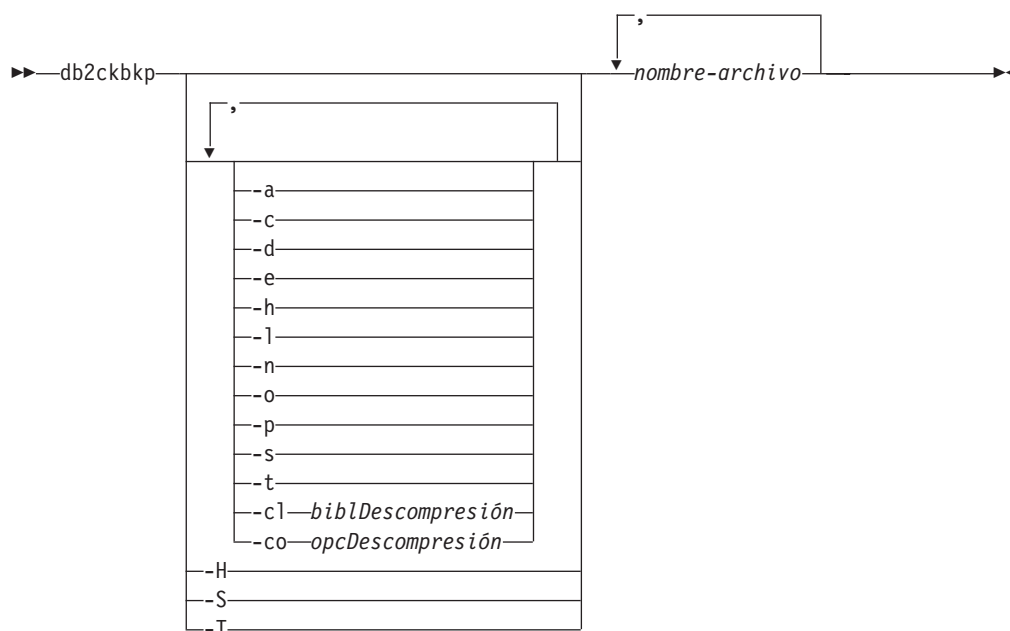 ,
db2ckbkp nombre-archivo
,
-a
-c
-d
-e
-h
-l
-n
-o
-p
-s
-t
-cl biblDescompresión
-co opcDescompresión
-H
-S
-T